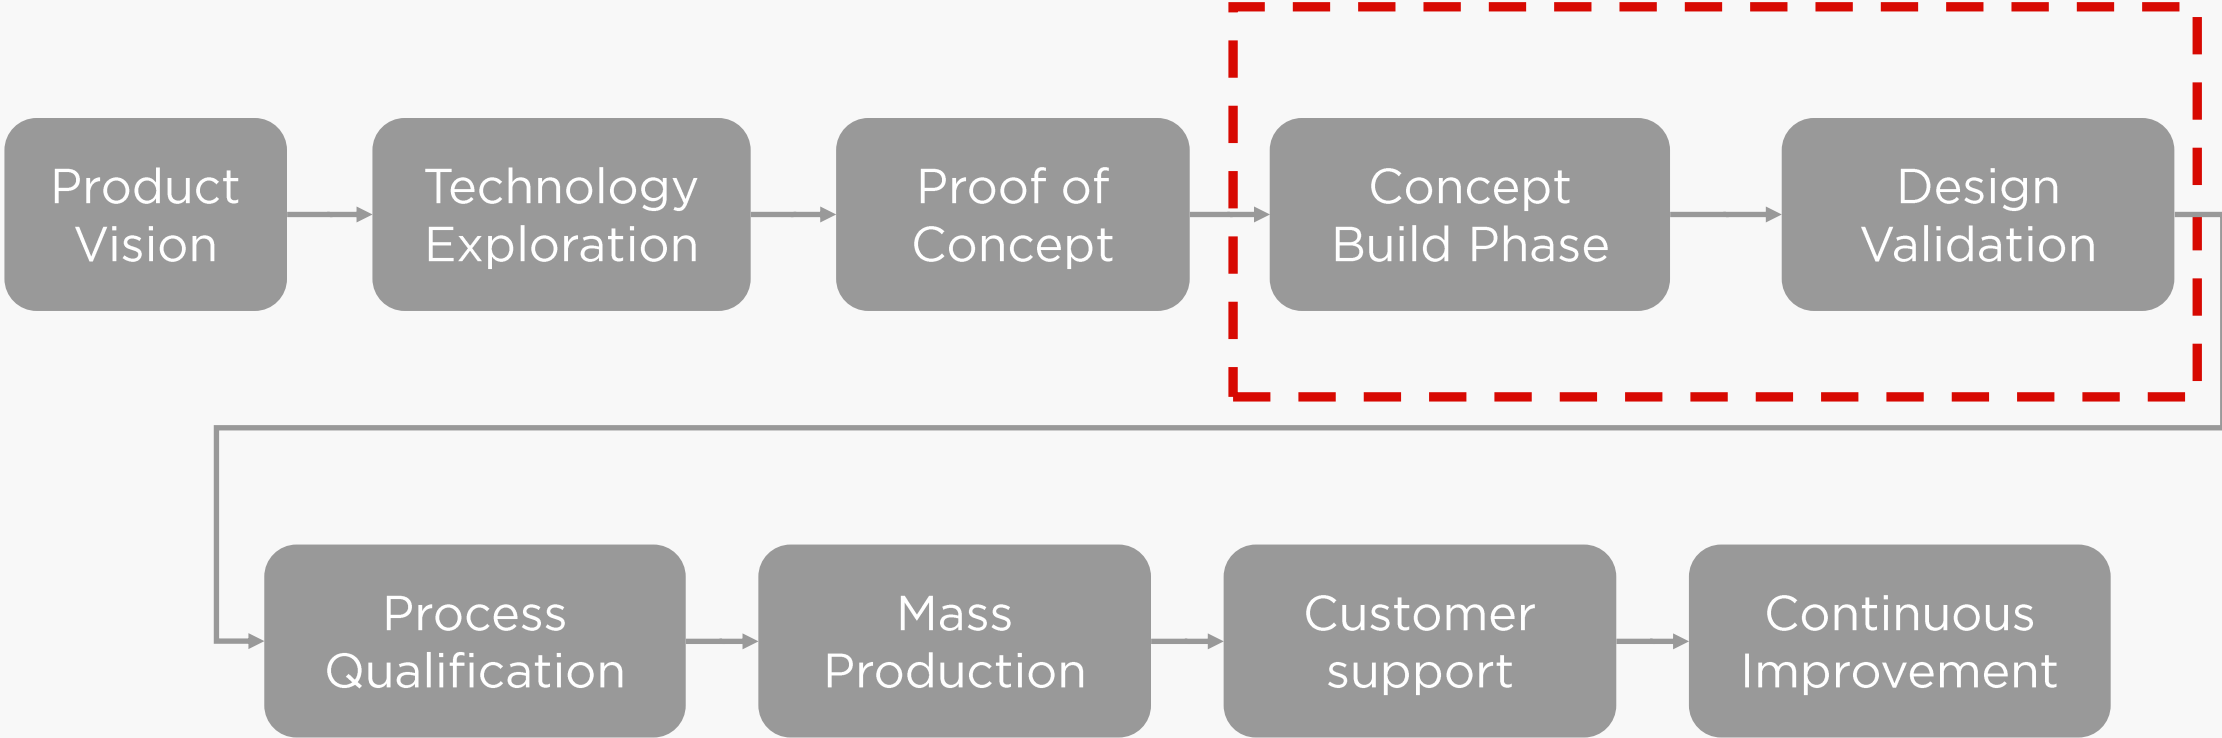 Product
Vision
Technology
Exploration
Proof of
Concept
Concept
Build Phase
Design
Validation
Process
Qualification
Mass
Production
Customer
support
Continuous
Improvement